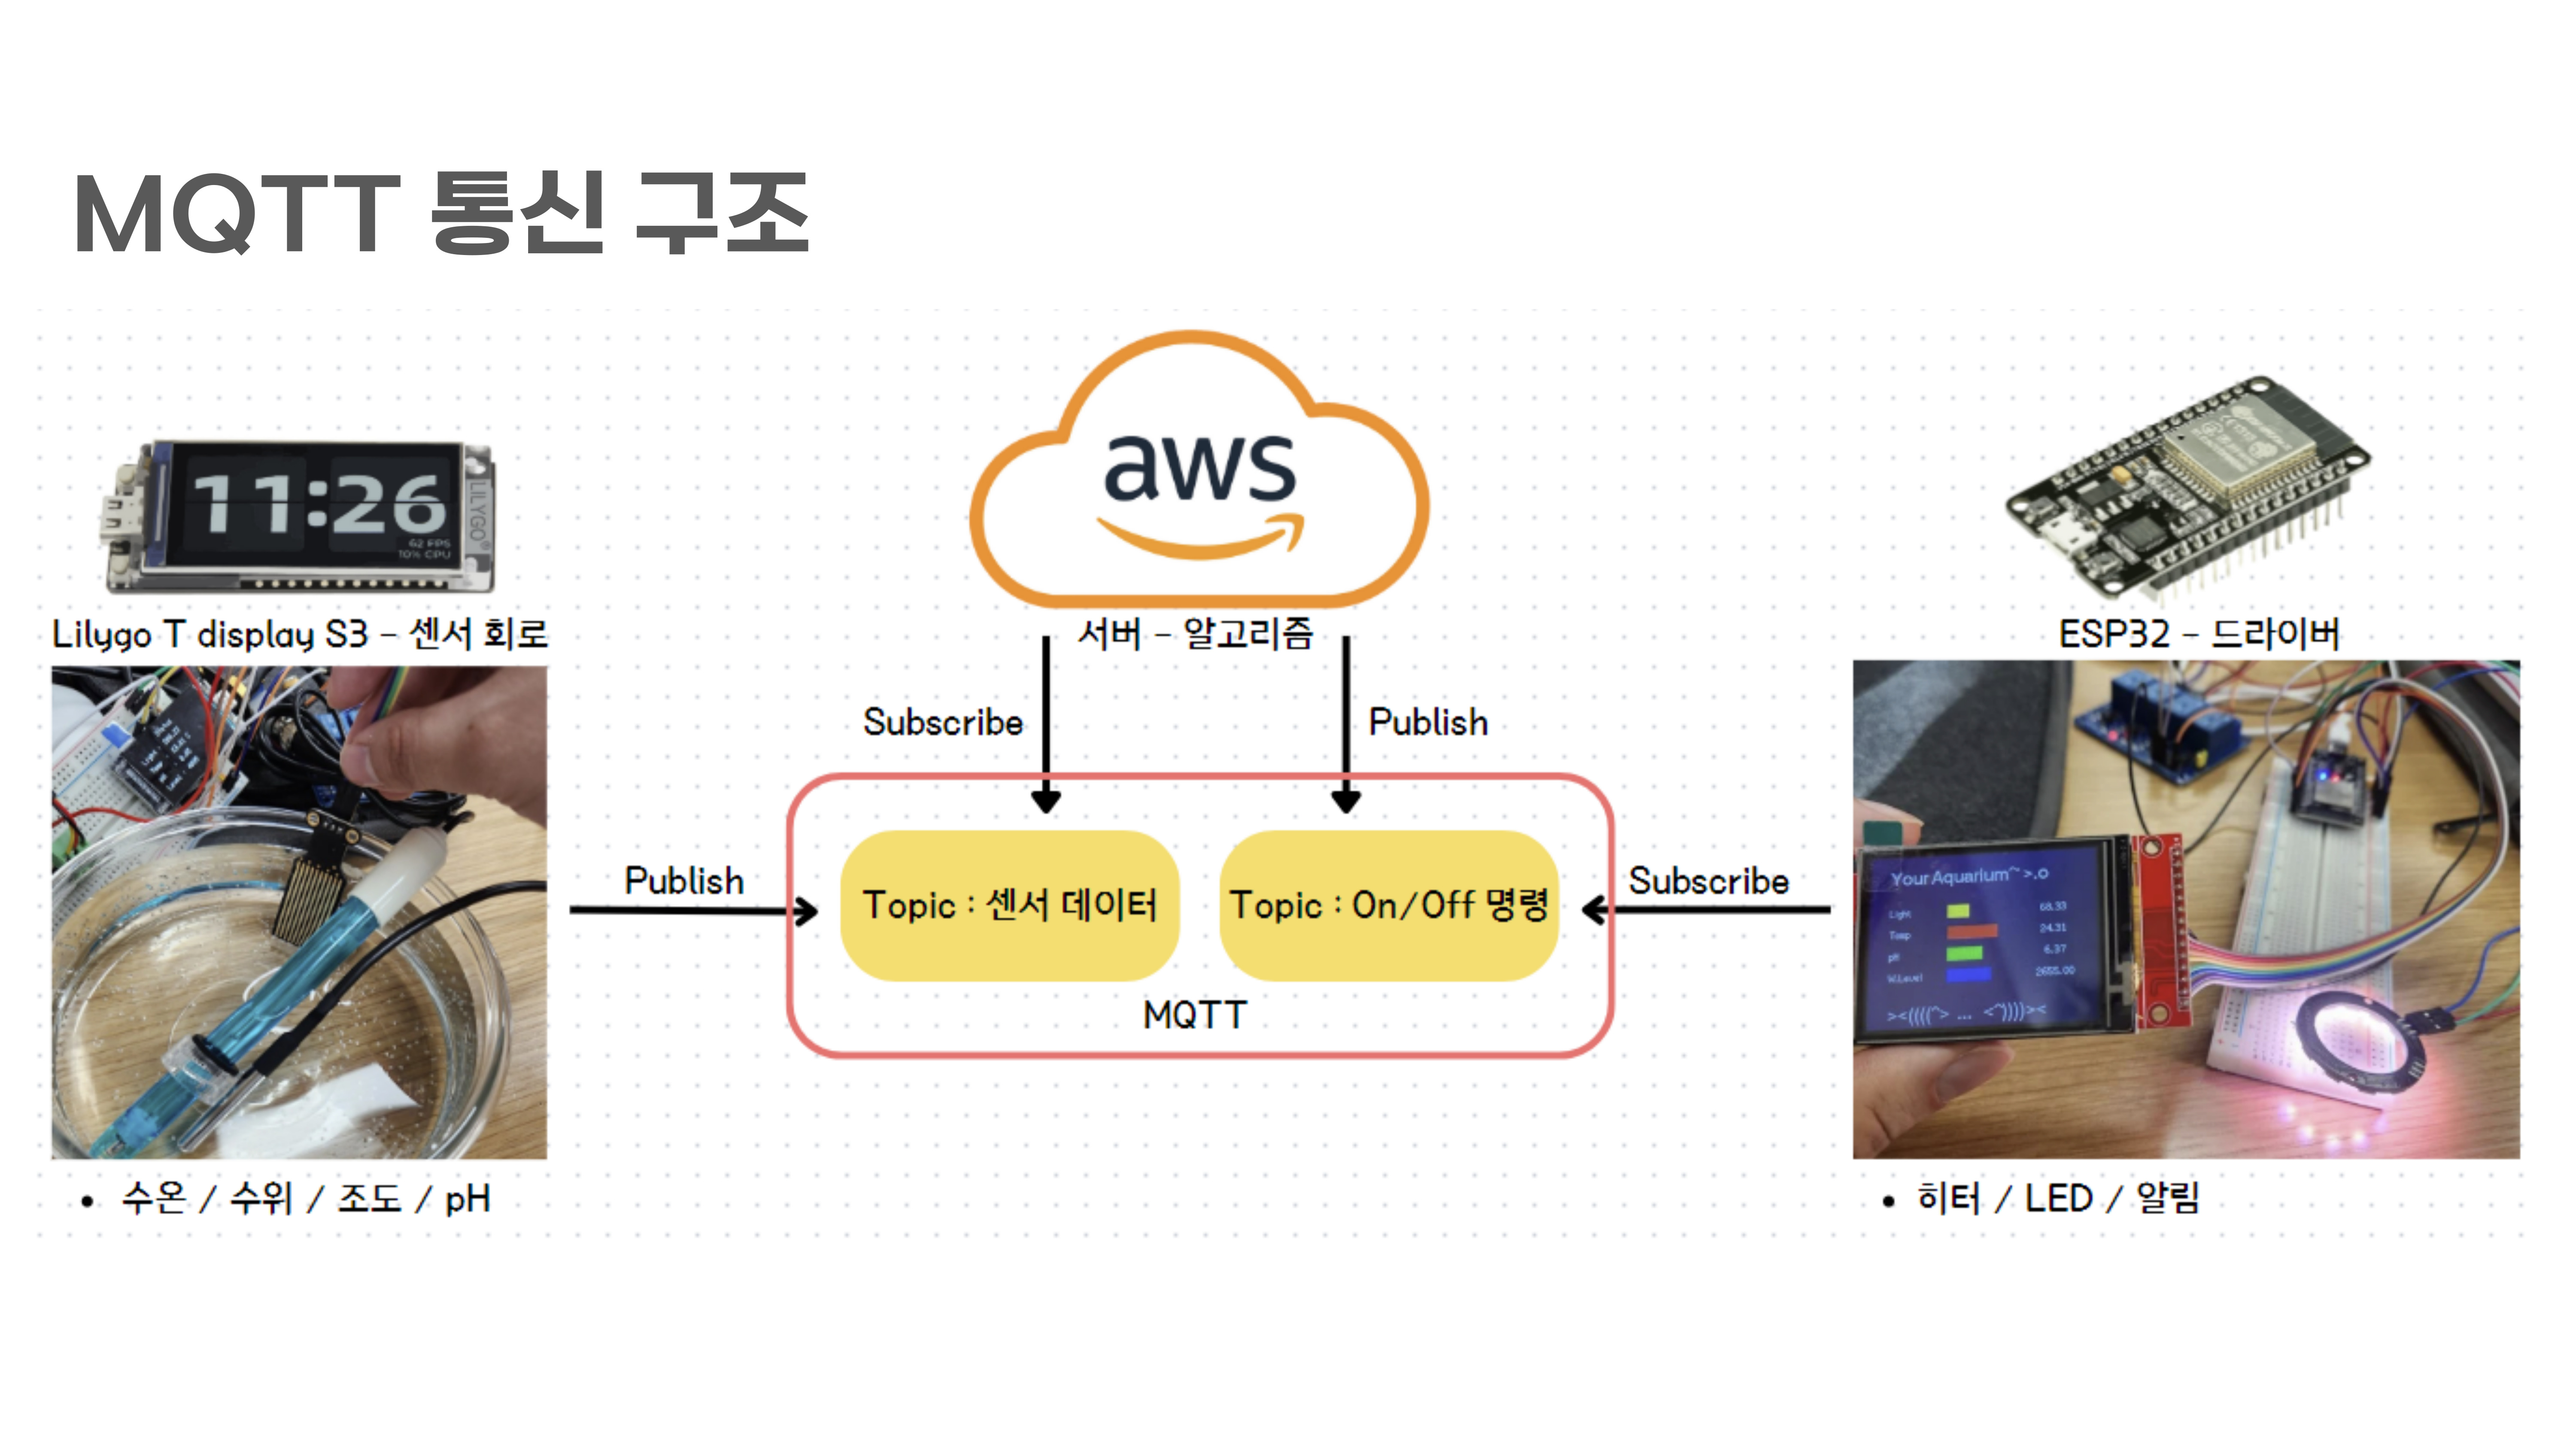 MQTT 통신 구조
aws
11:26
62 FPS
10% CPU
LILYGO
Lilygo T display S3 - 센서 회로
서버 - 알고리즘
ESP32 - 드라이버
Subscribe
Publish
Publish
Subscribe
Topic : 센서 데이터
Topic : On/Off 명령
MQTT
Your Aquarium~ >.o
Light 68.33
Temp 24.31
pH 6.37
W.Level 2655.00
><((((^> ... <^))))><
• 수온 / 수위 / 조도 / pH
• 히터 / LED / 알림